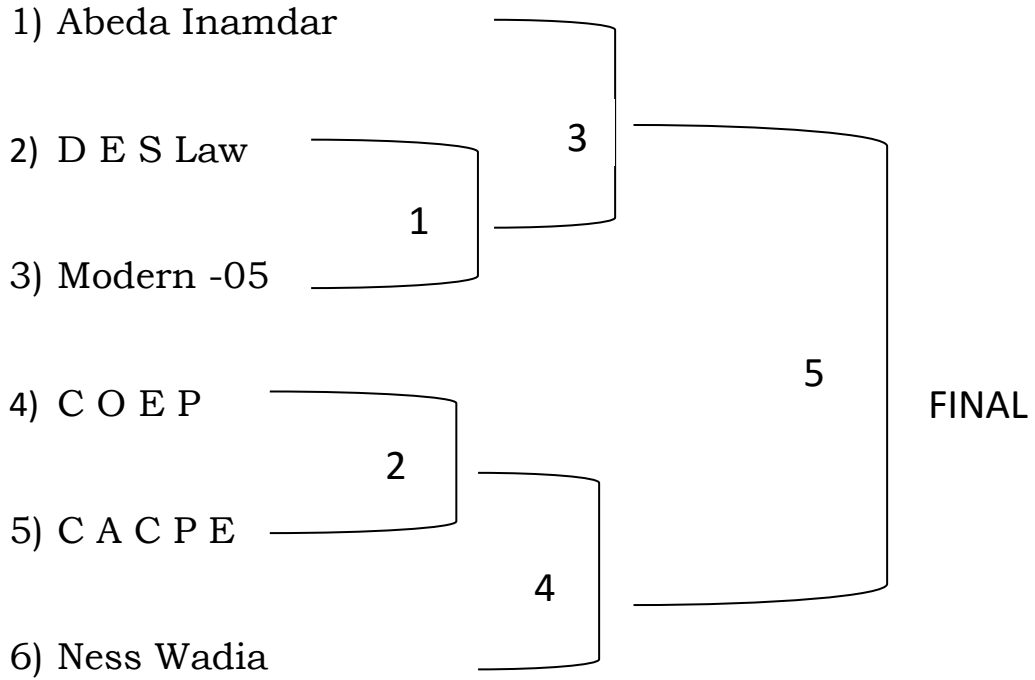 1) Abeda Inamdar
2) D E S Law
3
1
3) Modern -05
5
4) C O E P
FINAL
2
5) C A C P E
4
6) Ness Wadia